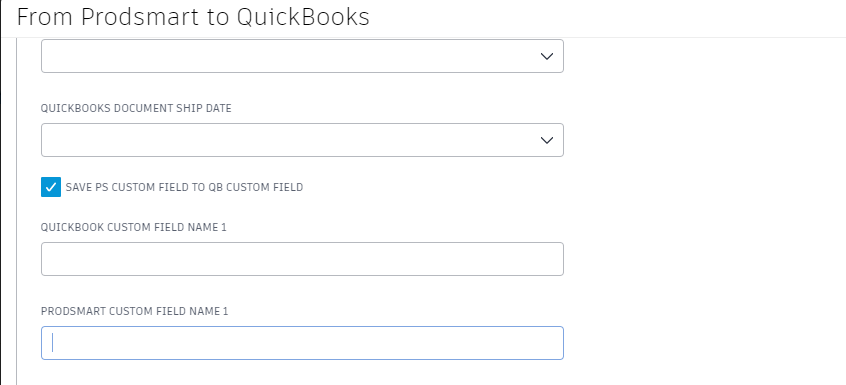 From Prodsmart to QuickBooks
QUICKBOOKS DOCUMENT SHIP DATE
SAVE PS CUSTOM FIELD TO QB CUSTOM FIELD
QUICKBOOK CUSTOM FIELD NAME 1
PRODSMART CUSTOM FIELD NAME 1